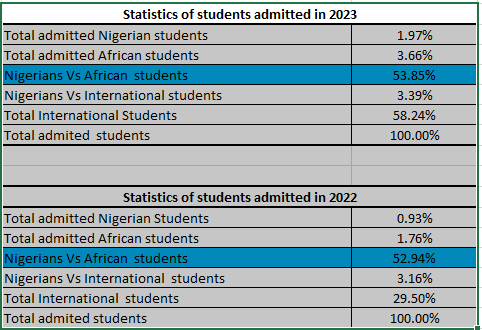 Statistics of students admitted in 2023
Total admitted Nigerian students 1.97%
Total admitted African students 3.66%
Nigerians Vs African  students 53.85%
Nigerians Vs International students 3.39%
Total International Students 58.24%
Total admited  students 100.00%
Statistics of students admitted in 2022
Total admitted Nigerian Students 0.93%
Total admitted African students 1.76%
Nigerians Vs African  students 52.94%
Nigerians Vs International  students 3.16%
Total International  students 29.50%
Total admited students 100.00%